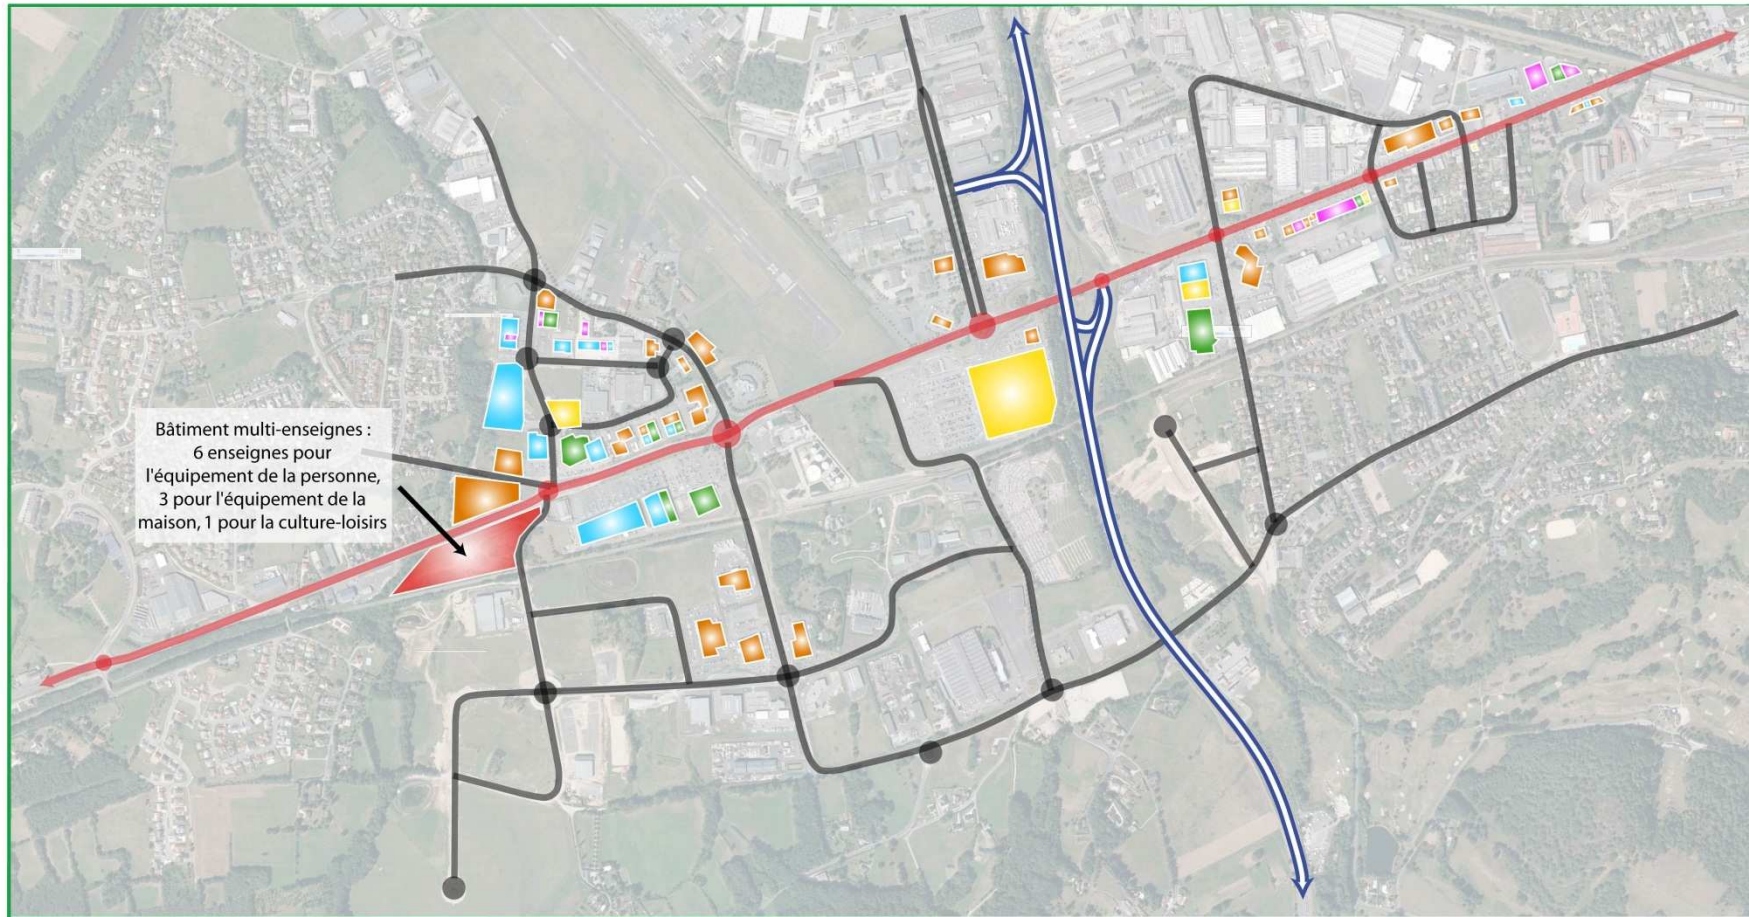 Bâtiment multi-enseignes :
6 enseignes pour
l'équipement de la personne,
3 pour l'équipement de la
maison, 1 pour la culture-loisirs